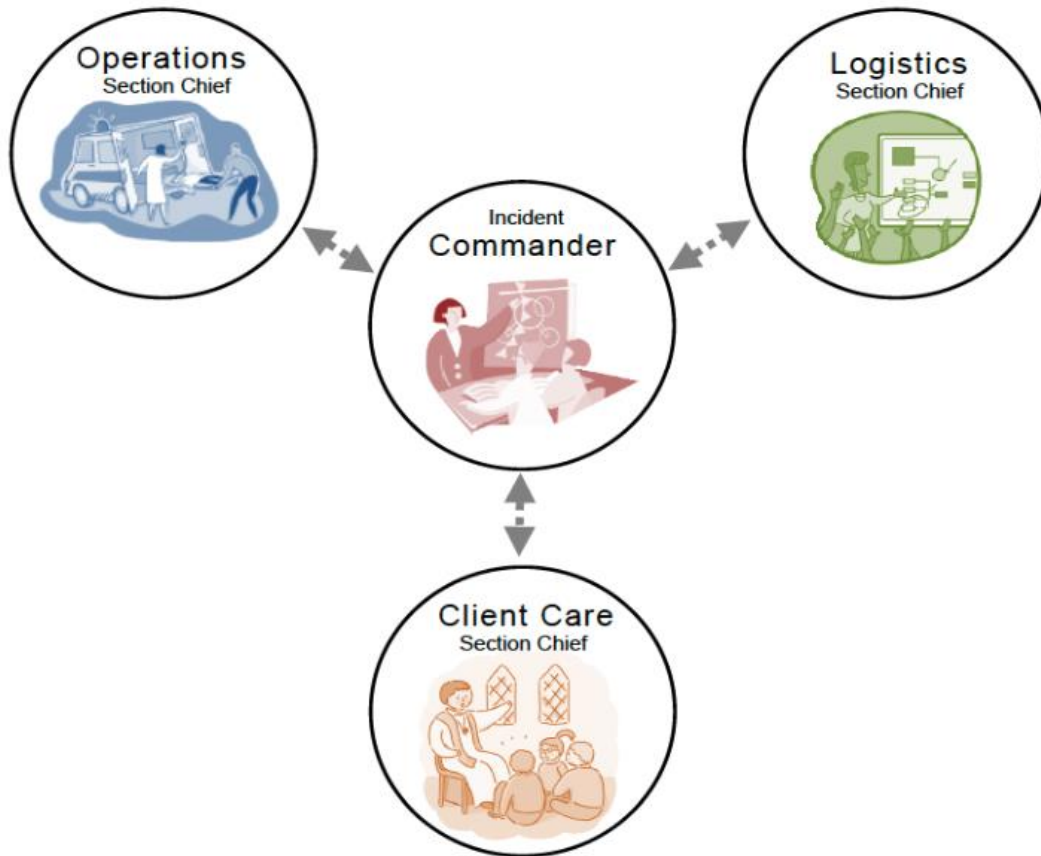 Operations
Section Chief
Logistics
Section Chief
Incident
Commander
Client Care
Section Chief